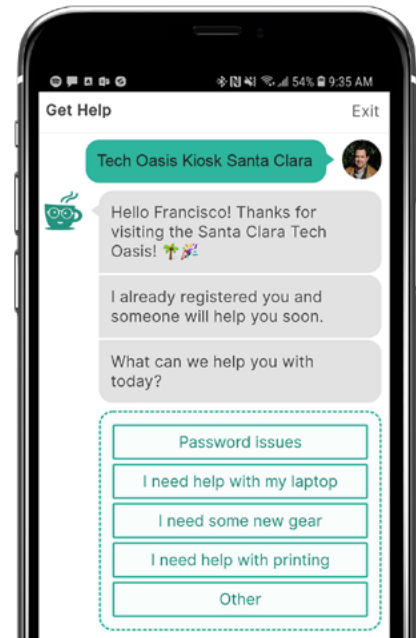 54% 9:35 AM
Get Help Exit
Tech Oasis Kiosk Santa Clara
Hello Francisco! Thanks for
visiting the Santa Clara Tech
Oasis! 🌴🎉
I already registered you and
someone will help you soon.
What can we help you with
today?
Password issues
I need help with my laptop
I need some new gear
I need help with printing
Other